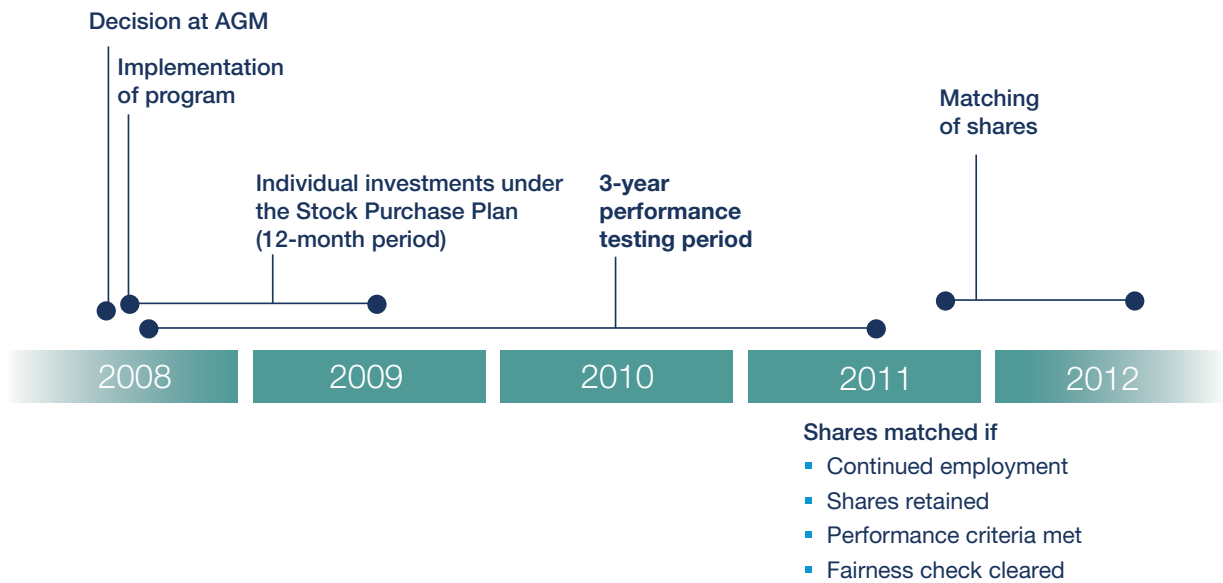 Decision at AGM
Implementation
of program
Matching
of shares
Individual investments under
the Stock Purchase Plan
(12-month period)
3-year
performance
testing period
2008
2009
2010
2011
2012
Shares matched if
Continued employment
Shares retained
Performance criteria met
Fairness check cleared